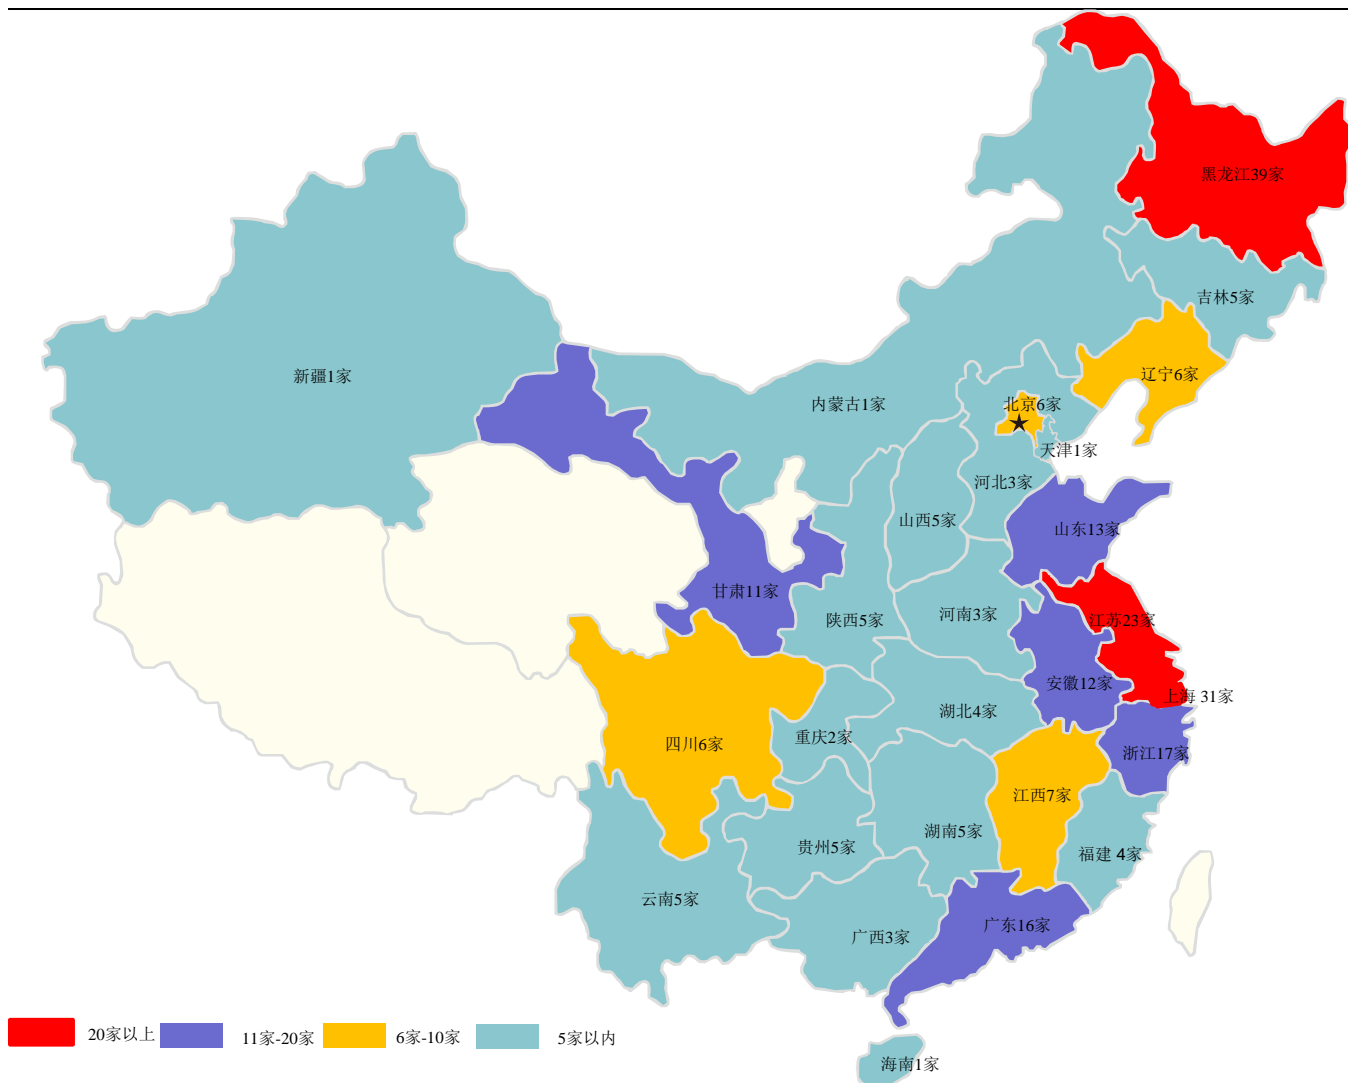 黑龙江39家
吉林5家
新疆1家
辽宁6家
内蒙古1家
北京6家
天津1家
河北3家
山西5家
山东13家
甘肃11家
陕西5家
河南3家
江苏23家
安徽12家
上海 31家
湖北4家
重庆2家
四川6家
浙江17家
江西7家
湖南5家
贵州5家
福建 4家
云南5家
广西3家
广东16家
20家以上
11家-20家
6家-10家
5家以内
海南1家